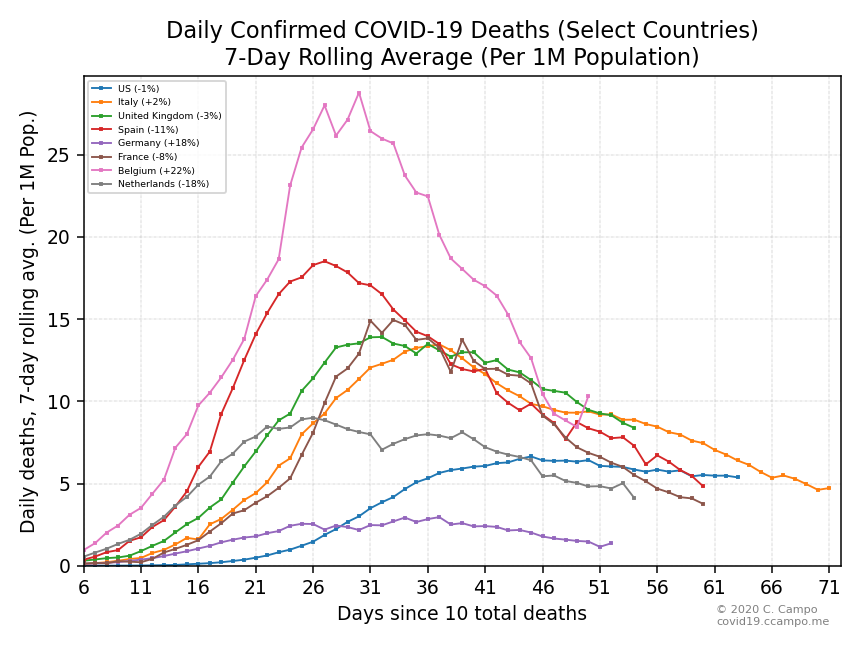 Daily Confirmed COVID-19 Deaths (Select Countries)
7-Day Rolling Average (Per 1M Population)
Daily deaths, 7-day rolling avg. (Per 1M Pop.)
US (-1%)
Italy (+2%)
United Kingdom (-3%)
Spain (-11%)
Germany (+18%)
France (-8%)
Belgium (+22%)
Netherlands (-18%)
25
20
15
10
5
0
6 11 16 21 26 31 36 41 46 51 56 61 66 71
Days since 10 total deaths
© 2020 C. Campo
covid19.ccampo.me